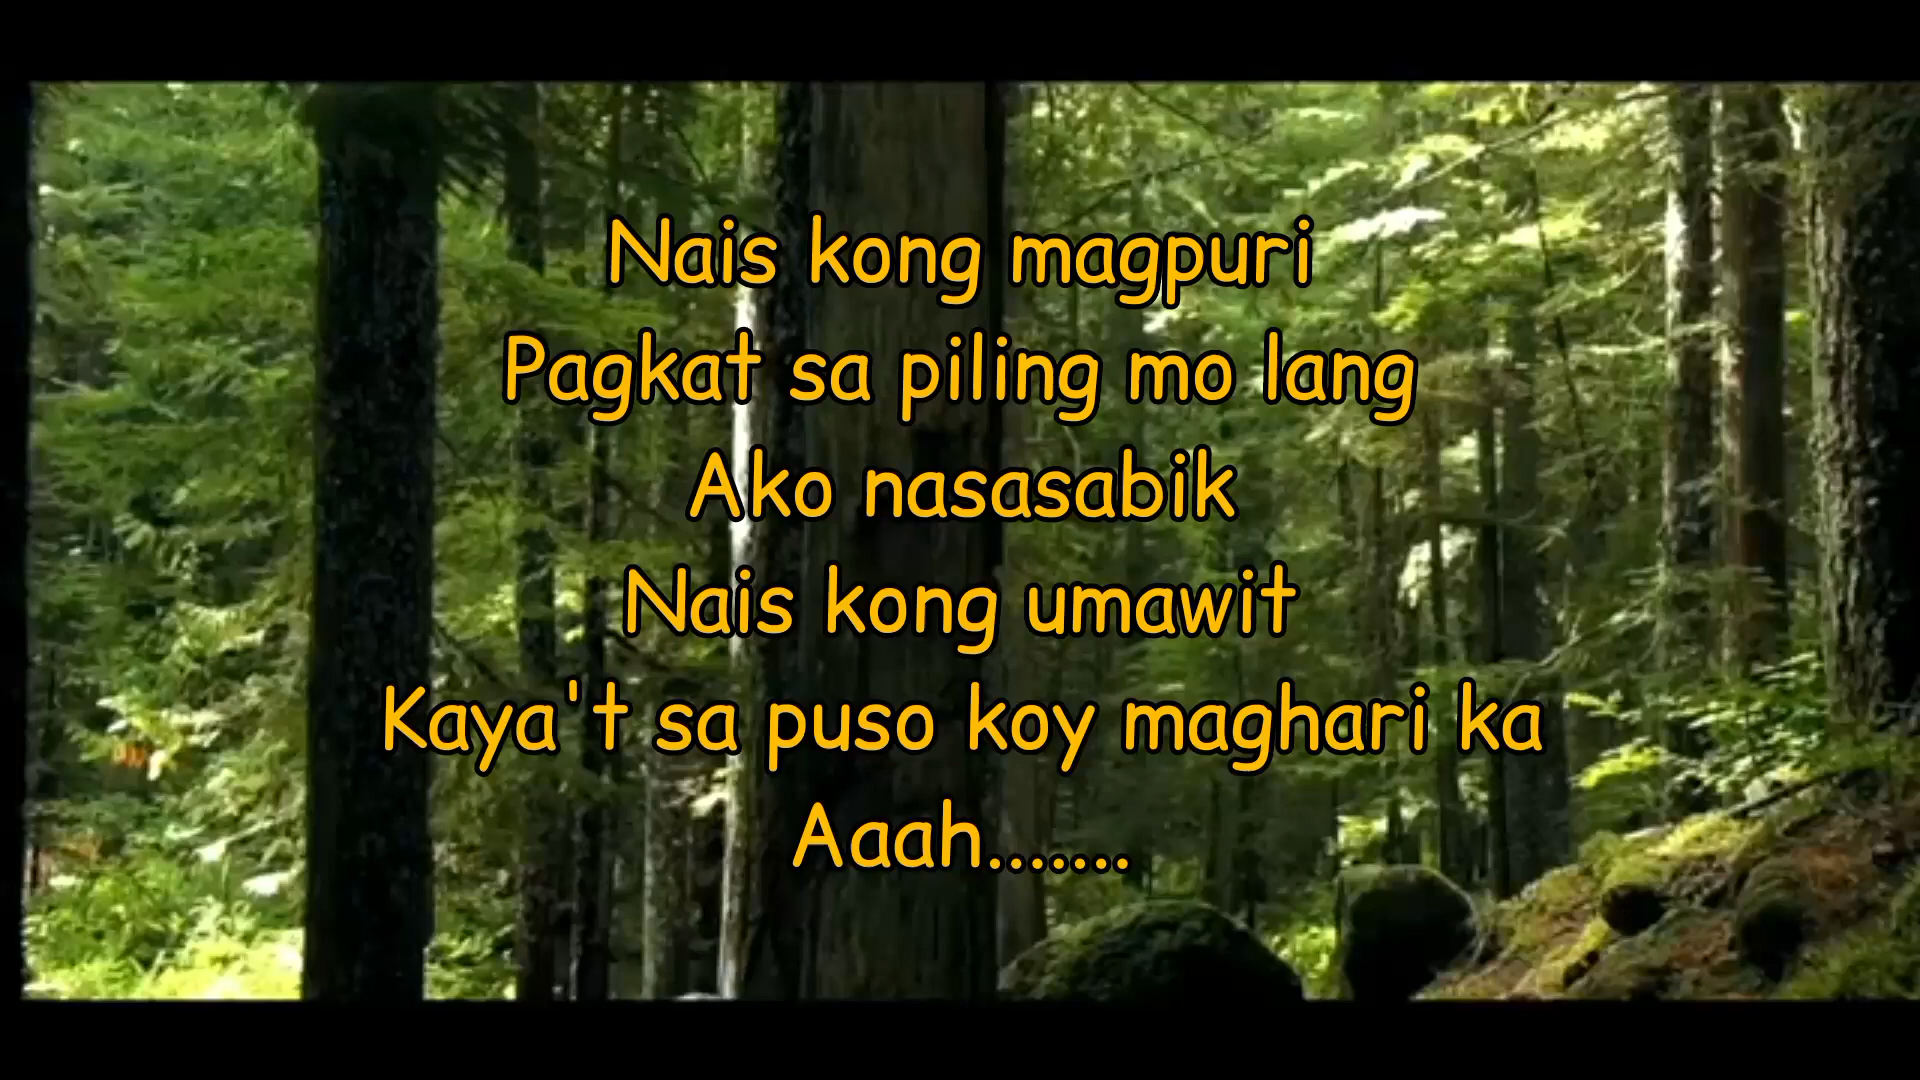 Nais kong magpuri
Pagkat sa piling mo lang
Ako nasasabik
Nais kong umawit
Kaya't sa puso koy maghari ka
Aaah.......